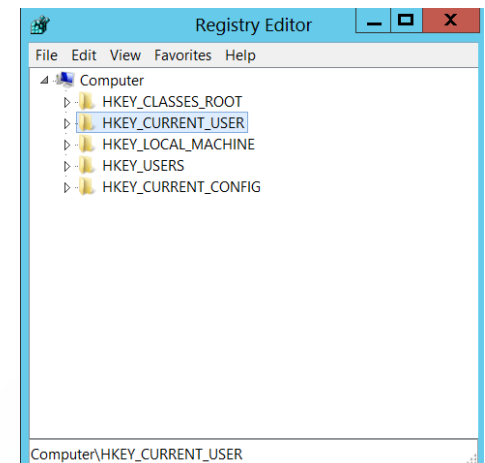 Registry Editor
File Edit View Favorites Help
Computer
HKEY_CLASSES_ROOT
HKEY_CURRENT_USER
HKEY_LOCAL_MACHINE
HKEY_USERS
HKEY_CURRENT_CONFIG
Computer\HKEY_CURRENT_USER